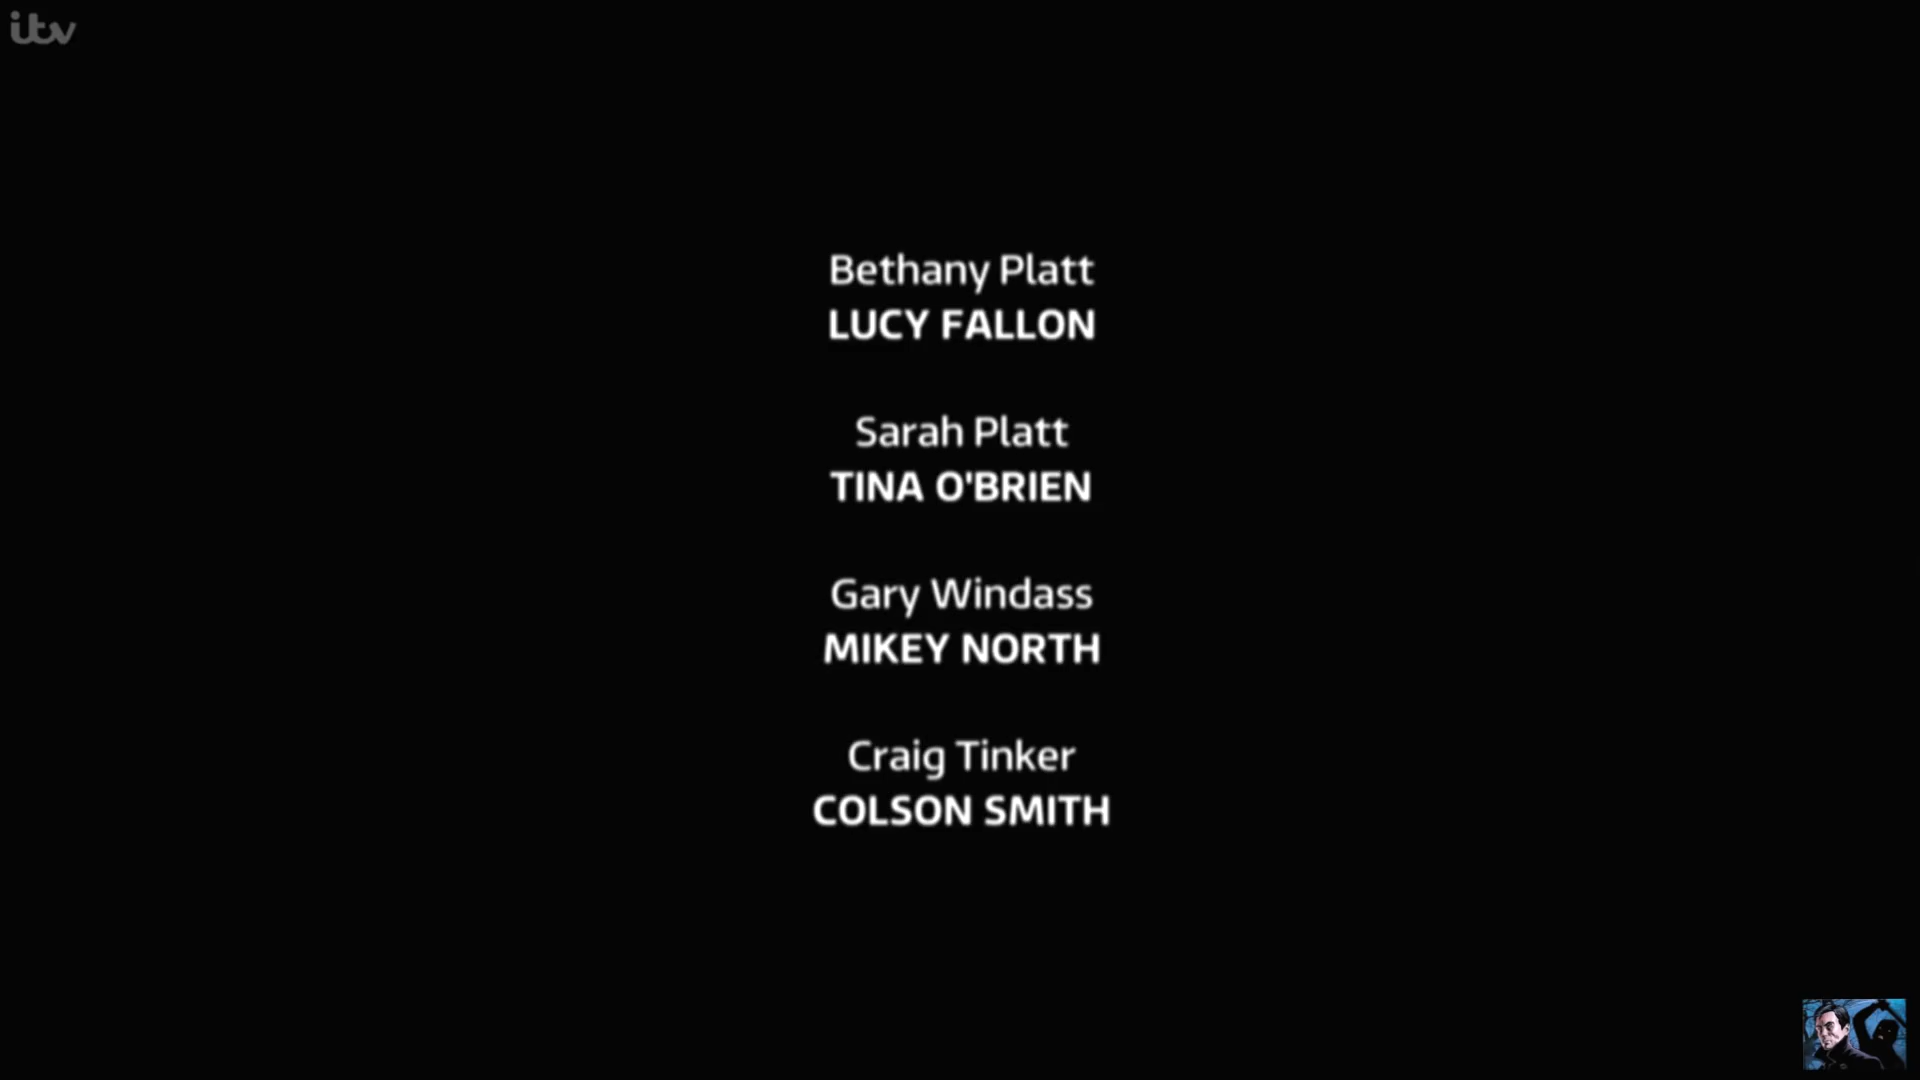 itv
Bethany Platt
LUCY FALLON
Sarah Platt
TINA O'BRIEN
Gary Windass
MIKEY NORTH
Craig Tinker
COLSON SMITH